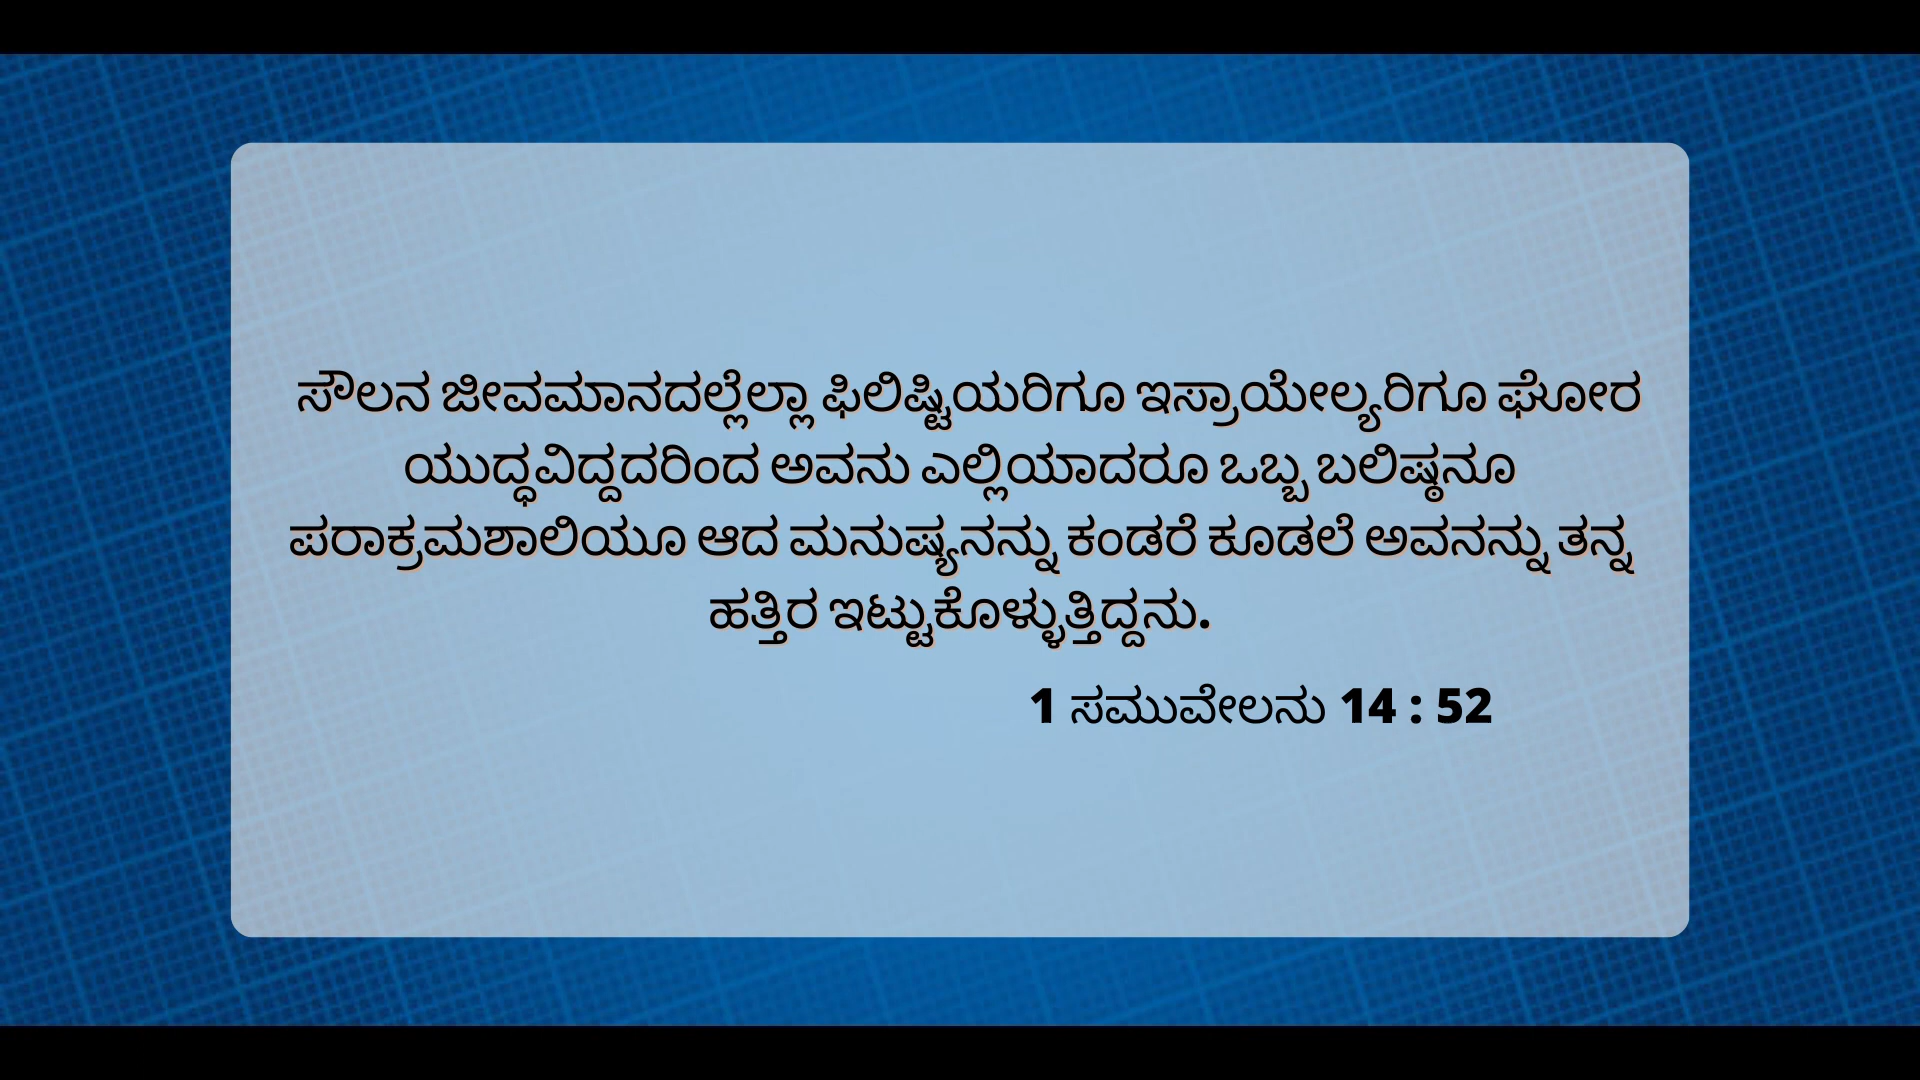 ಸೌಲನ ಜೀವಮಾನದಲ್ಲೆಲ್ಲಾ ಫಿಲಿಷ್ಟಿಯರಿಗೂ ಇಸ್ರಾಯೇಲ್ಯರಿಗೂ ಘೋರ
ಯುದ್ಧವಿದ್ದದರಿಂದ ಅವನು ಎಲ್ಲಿಯಾದರೂ ಒಬ್ಬ ಬಲಿಷ್ಠನೂ
ಪರಾಕ್ರಮಶಾಲಿಯೂ ಆದ ಮನುಷ್ಯನನ್ನು ಕಂಡರೆ ಕೂಡಲೆ ಅವನನ್ನು ತನ್ನ
ಹತ್ತಿರ ಇಟ್ಟುಕೊಳ್ಳುತ್ತಿದ್ದನು.
1 ಸಮುವೇಲನು 14 : 52